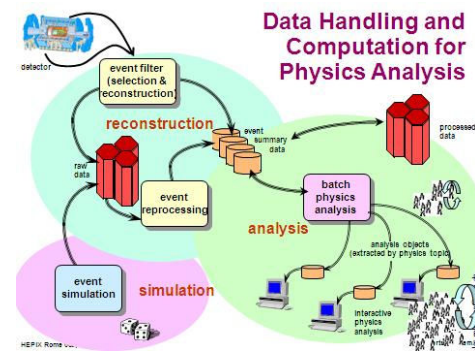 Data Handling and
Computation for
Physics Analysis
detector
event filter
(selection &
reconstruction)
reconstruction
event
summary
data
processed
data
raw
data
event
reprocessing
batch
physics
analysis
analysis
analysis objects
(extracted by physics topic)
event
simulation
simulation
interactive
physics
analysis
HEPIX Rome